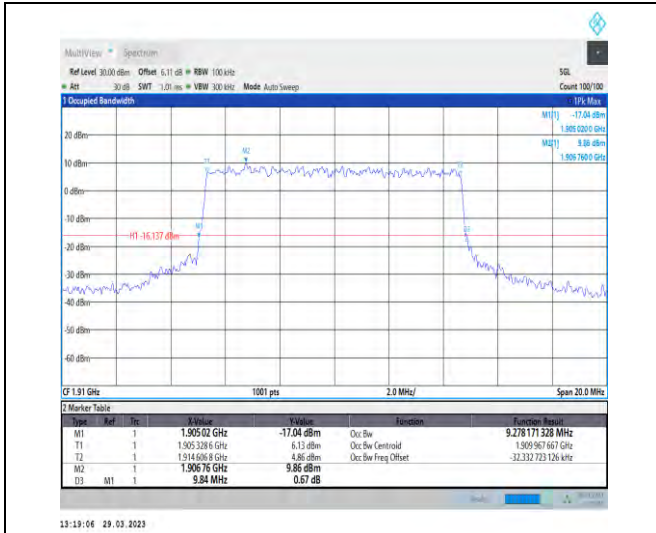 MultiView Spectrum
Ref Level 30.00 dBm Offset 6.11 dB RBW 100 kHz SGL
Att 30 dB SWT 1.01 ms VBW 300 kHz Mode Auto Sweep Count 100/100
1 Occupied Bandwidth 1Pk Max
M1[1] -17.04 dBm
1.905 020 0 GHz
20 dBm M2[1] 9.86 dBm
1.906 760 0 GHz
M2
10 dBm T1
0 dBm
-10 dBm
M1 D3
H1 -16.137 dBm
-20 dBm
-30 dBm
-40 dBm
-50 dBm
-60 dBm
CF 1.91 GHz 1001 pts 2.0 MHz/ Span 20.0 MHz
2 Marker Table
Type Ref Trc X-Value Y-Value Function Function Result
M1 1 1.905 02 GHz -17.04 dBm Occ Bw 9.278 171 328 MHz
T1 1 1.905 328 6 GHz 6.13 dBm Occ Bw Centroid 1.909 967 667 GHz
T2 1 1.914 606 8 GHz 4.86 dBm Occ Bw Freq Offset -32.332 723 126 kHz
M2 1 1.906 76 GHz 9.86 dBm
D3 M1 1 9.84 MHz 0.67 dB
13:19:06 29.03.2023